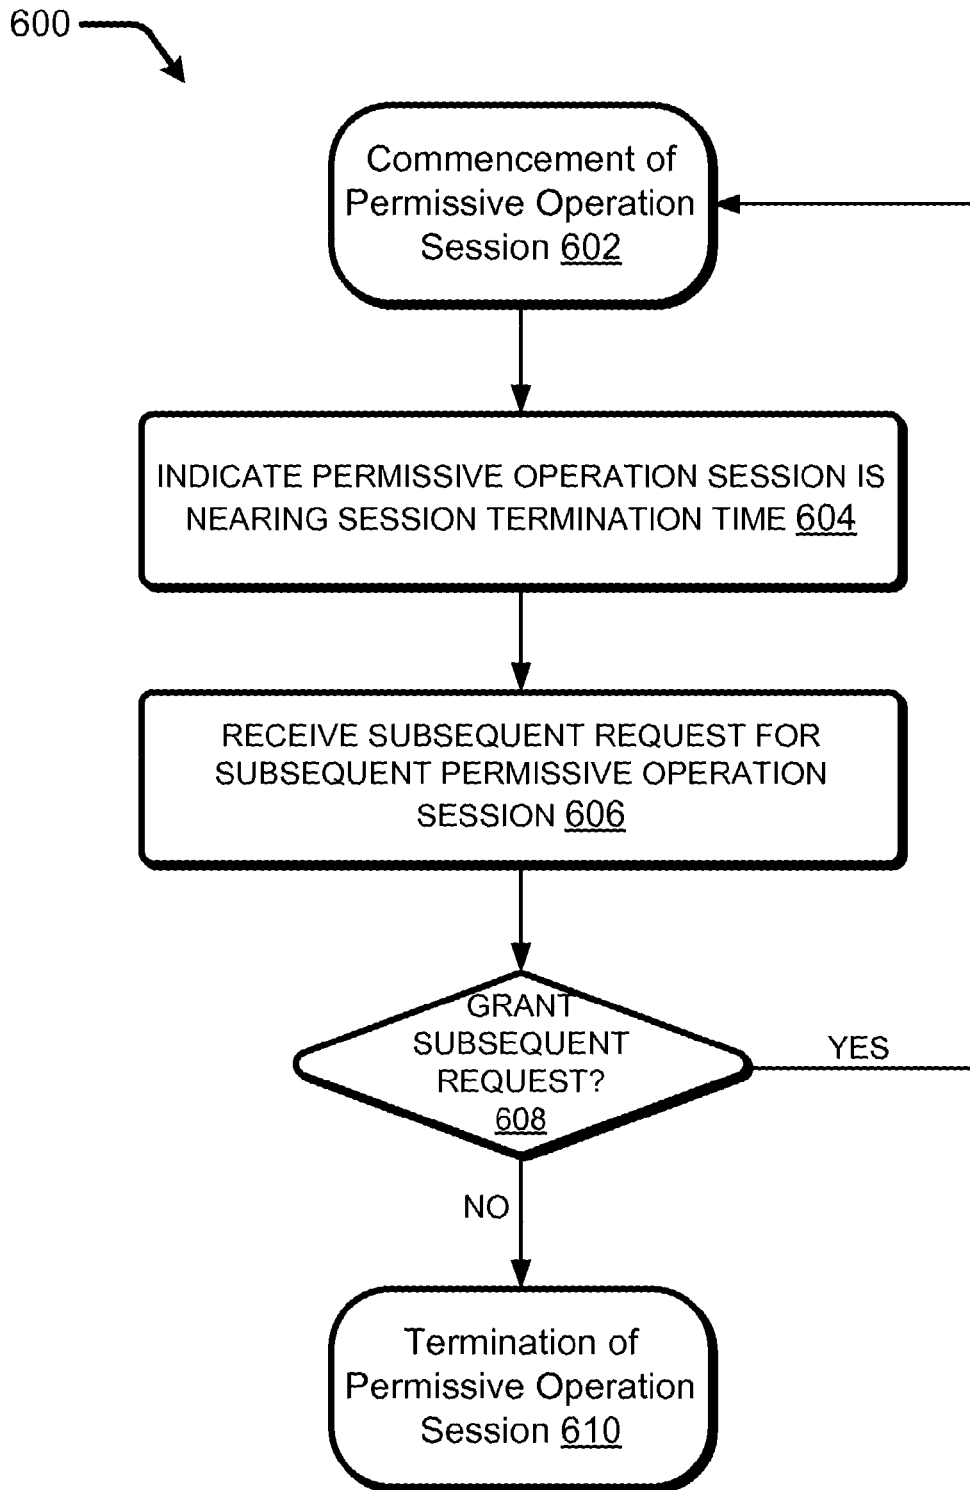 600
Commencement of
Permissive Operation
Session 602
INDICATE PERMISSIVE OPERATION SESSION IS
NEARING SESSION TERMINATION TIME 604
RECEIVE SUBSEQUENT REQUEST FOR
SUBSEQUENT PERMISSIVE OPERATION
SESSION 606
GRANT
SUBSEQUENT
REQUEST?
608
YES
NO
Termination of
Permissive Operation
Session 610